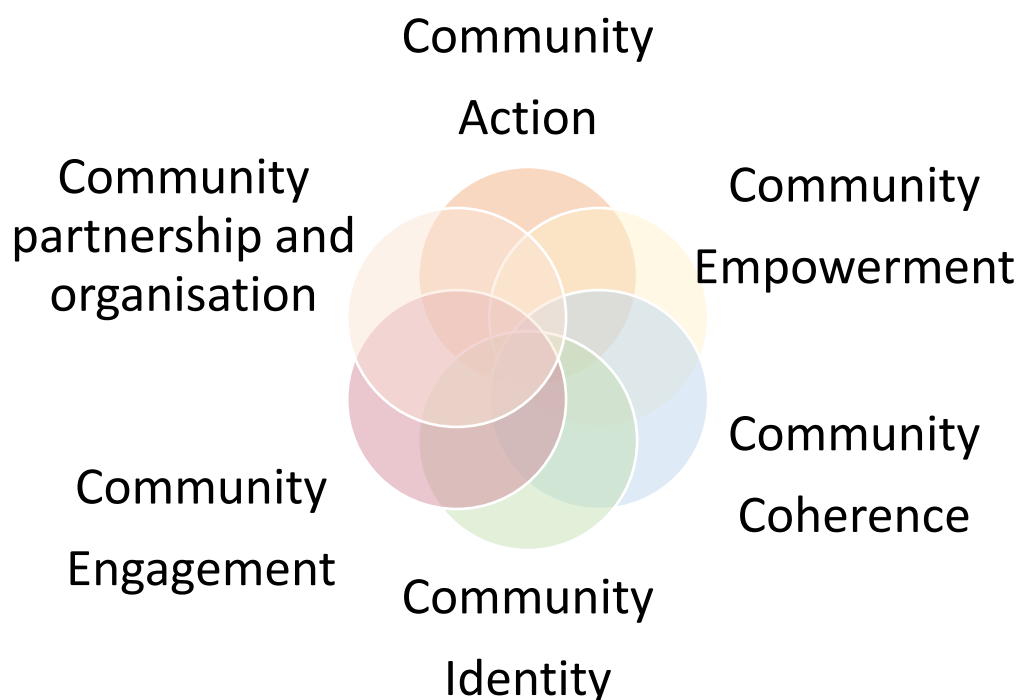 Community
Action
Community
Empowerment
Community
Coherence
Community
Identity
Community
Engagement
Community
partnership and
organisation